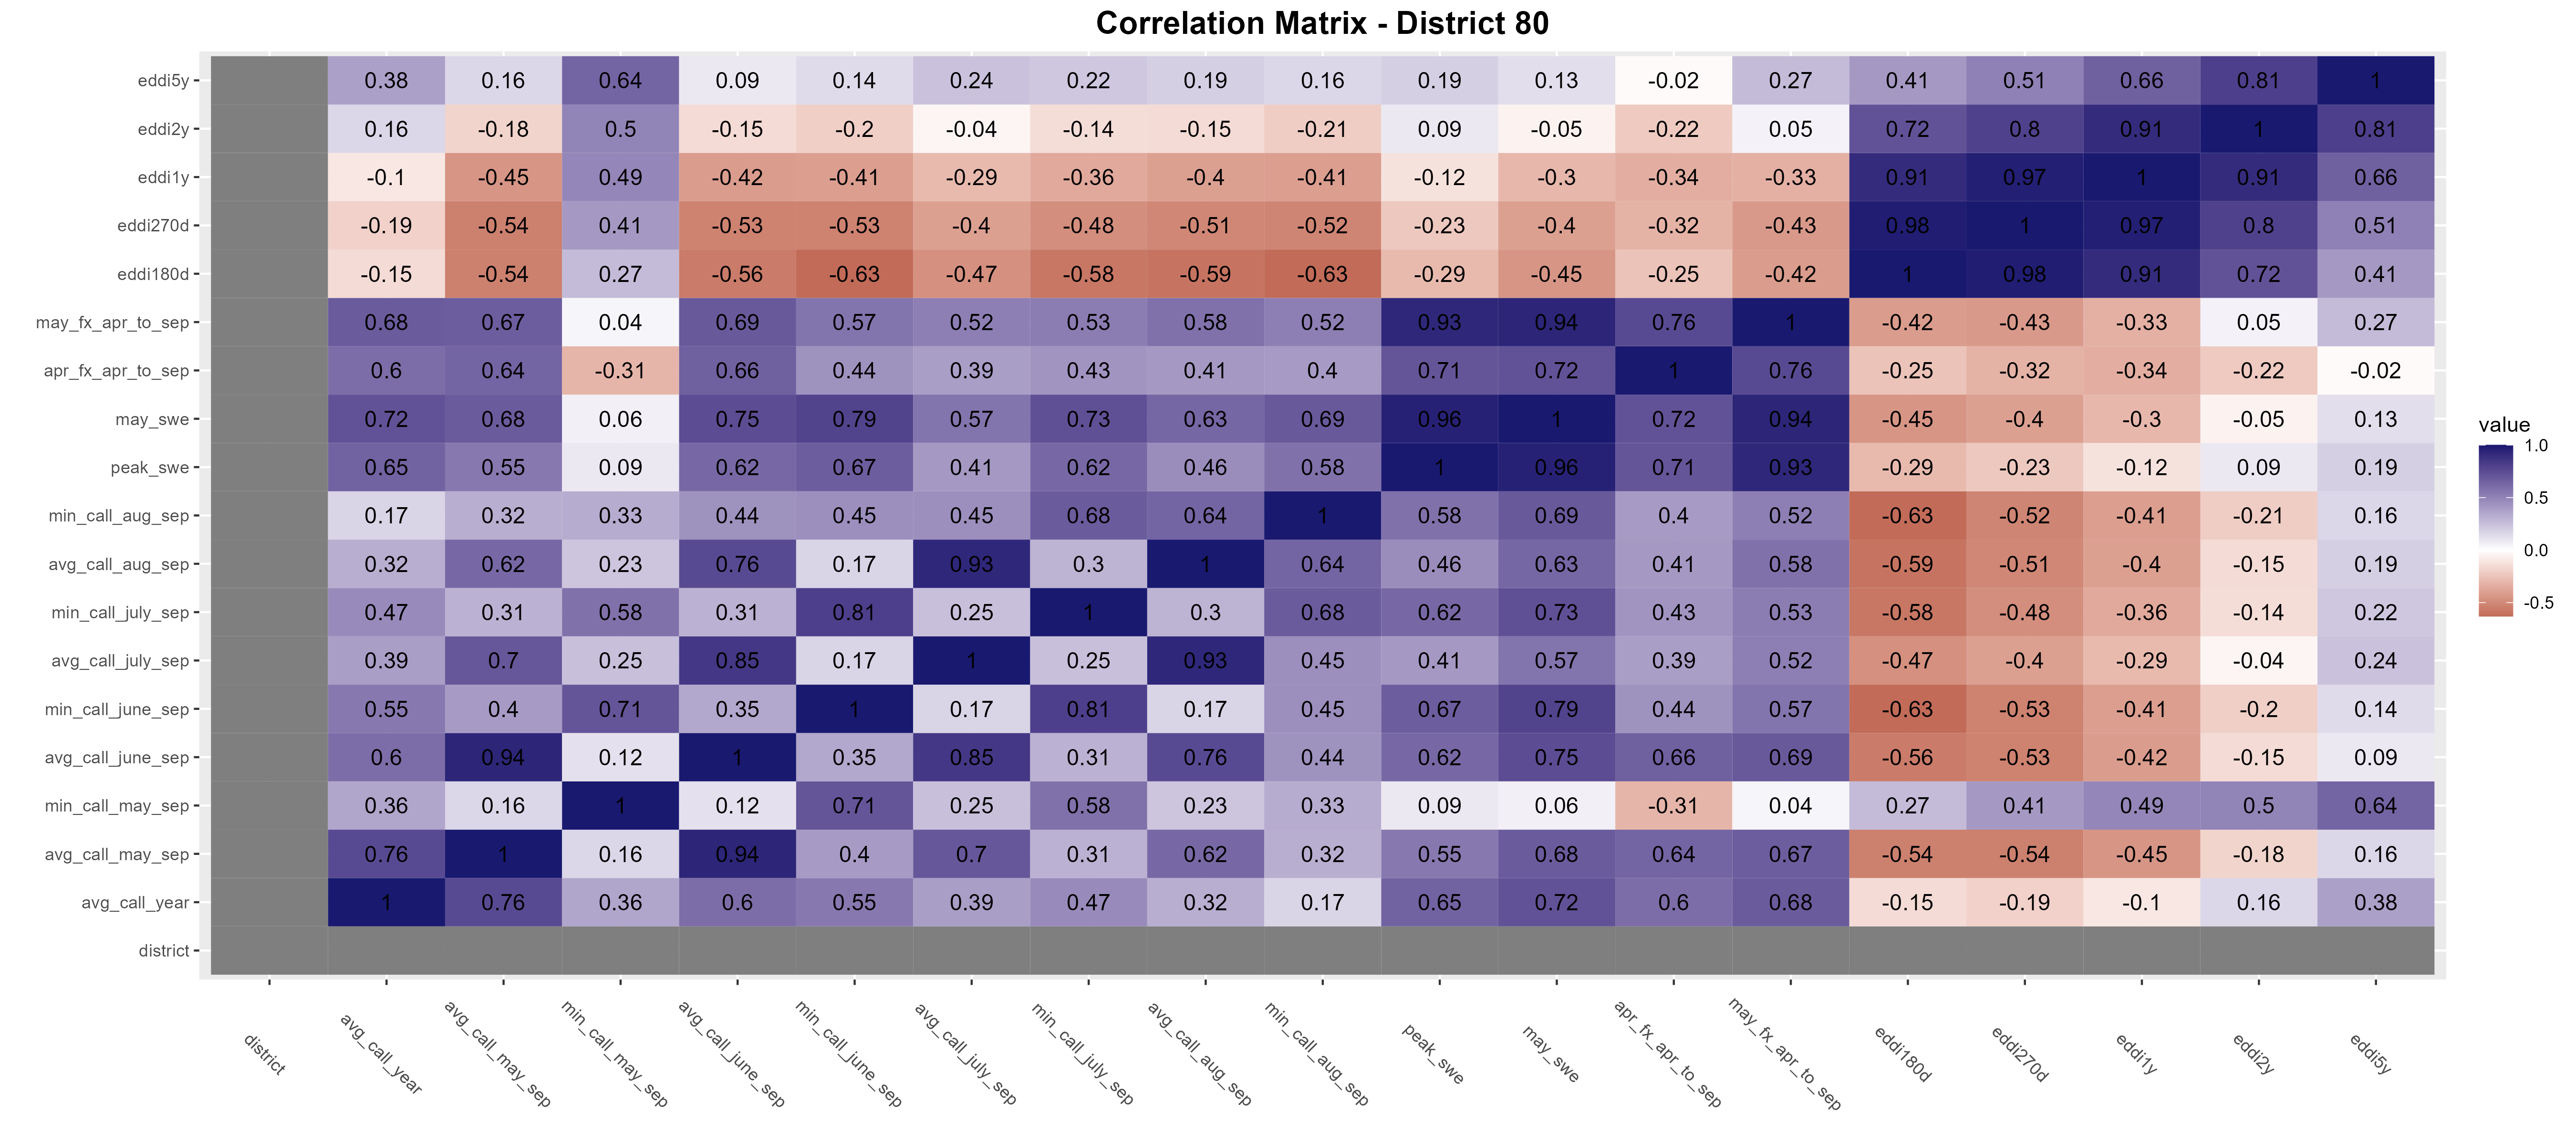 Correlation Matrix - District 80
eddi5y 0.38 0.16 0.64 0.09 0.14 0.24 0.22 0.19 0.16 0.19 0.13 -0.02 0.27 0.41 0.51 0.66 0.81 1
eddi2y 0.16 -0.18 0.5 -0.15 -0.2 -0.04 -0.14 -0.15 -0.21 0.09 -0.05 -0.22 0.05 0.72 0.8 0.91 1 0.81
eddi1y -0.1 -0.45 0.49 -0.42 -0.41 -0.29 -0.36 -0.4 -0.41 -0.12 -0.3 -0.34 -0.33 0.91 0.97 1 0.91 0.66
eddi270d -0.19 -0.54 0.41 -0.53 -0.53 -0.4 -0.48 -0.51 -0.52 -0.23 -0.4 -0.32 -0.43 0.98 1 0.97 0.8 0.51
eddi180d -0.15 -0.54 0.27 -0.56 -0.63 -0.47 -0.58 -0.59 -0.63 -0.29 -0.45 -0.25 -0.42 1 0.98 0.91 0.72 0.41
may_fx_apr_to_sep 0.68 0.67 0.04 0.69 0.57 0.52 0.53 0.58 0.52 0.93 0.94 0.76 1 -0.42 -0.43 -0.33 0.05 0.27
apr_fx_apr_to_sep 0.6 0.64 -0.31 0.66 0.44 0.39 0.43 0.41 0.4 0.71 0.72 1 0.76 -0.25 -0.32 -0.34 -0.22 -0.02
may_swe 0.72 0.68 0.06 0.75 0.79 0.57 0.73 0.63 0.69 0.96 1 0.72 0.94 -0.45 -0.4 -0.3 -0.05 0.13
peak_swe 0.65 0.55 0.09 0.62 0.67 0.41 0.62 0.46 0.58 1 0.96 0.71 0.93 -0.29 -0.23 -0.12 0.09 0.19
min_call_aug_sep 0.17 0.32 0.33 0.44 0.45 0.45 0.68 0.64 1 0.58 0.69 0.4 0.52 -0.63 -0.52 -0.41 -0.21 0.16
avg_call_aug_sep 0.32 0.62 0.23 0.76 0.17 0.93 0.3 1 0.64 0.46 0.63 0.41 0.58 -0.59 -0.51 -0.4 -0.15 0.19
min_call_july_sep 0.47 0.31 0.58 0.31 0.81 0.25 1 0.3 0.68 0.62 0.73 0.43 0.53 -0.58 -0.48 -0.36 -0.14 0.22
avg_call_july_sep 0.39 0.7 0.25 0.85 0.17 1 0.25 0.93 0.45 0.41 0.57 0.39 0.52 -0.47 -0.4 -0.29 -0.04 0.24
min_call_june_sep 0.55 0.4 0.71 0.35 1 0.17 0.81 0.17 0.45 0.67 0.79 0.44 0.57 -0.63 -0.53 -0.41 -0.2 0.14
avg_call_june_sep 0.6 0.94 0.12 1 0.35 0.85 0.31 0.76 0.44 0.62 0.75 0.66 0.69 -0.56 -0.53 -0.42 -0.15 0.09
min_call_may_sep 0.36 0.16 1 0.12 0.71 0.25 0.58 0.23 0.33 0.09 0.06 -0.31 0.04 0.27 0.41 0.49 0.5 0.64
avg_call_may_sep 0.76 1 0.16 0.94 0.4 0.7 0.31 0.62 0.32 0.55 0.68 0.64 0.67 -0.54 -0.54 -0.45 -0.18 0.16
avg_call_year 1 0.76 0.36 0.6 0.55 0.39 0.47 0.32 0.17 0.65 0.72 0.6 0.68 -0.15 -0.19 -0.1 0.16 0.38
district
district avg_call_year avg_call_may_sep min_call_may_sep avg_call_june_sep min_call_june_sep avg_call_july_sep min_call_july_sep avg_call_aug_sep min_call_aug_sep peak_swe may_swe apr_fx_apr_to_sep may_fx_apr_to_sep eddi180d eddi270d eddi1y eddi2y eddi5y
value
1.0
0.5
0.0
-0.5